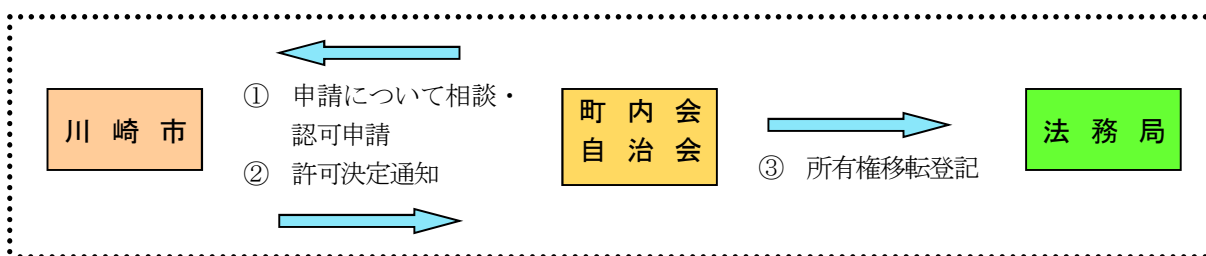 川崎市
① 申請について相談・
認可申請
② 許可決定通知
町内会
自治会
③ 所有権移転登記
法務局